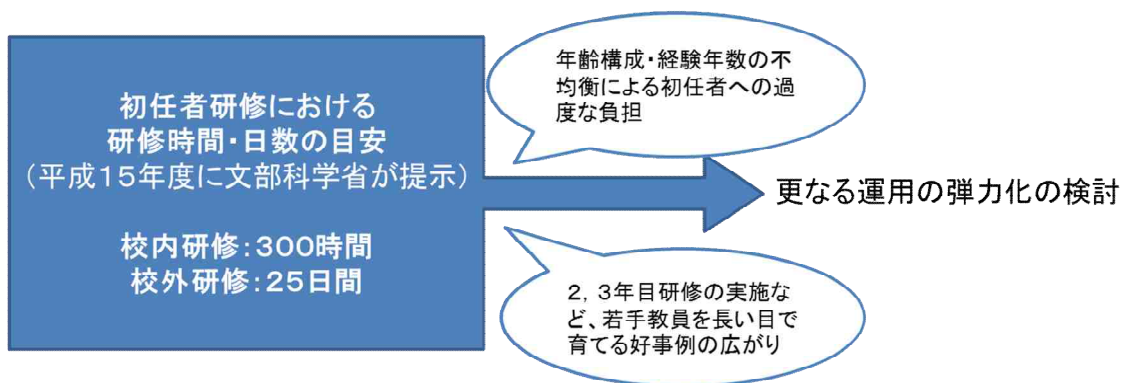 初任者研修における
研修時間・日数の目安
（平成15年度に文部科学省が提示）
校内研修：300時間
校外研修：25日間
年齢構成・経験年数の不
均衡による初任者への過
度な負担
更なる運用の弾力化の検討
2，3年目研修の実施な
ど、若手教員を長い目で
育てる好事例の広がり